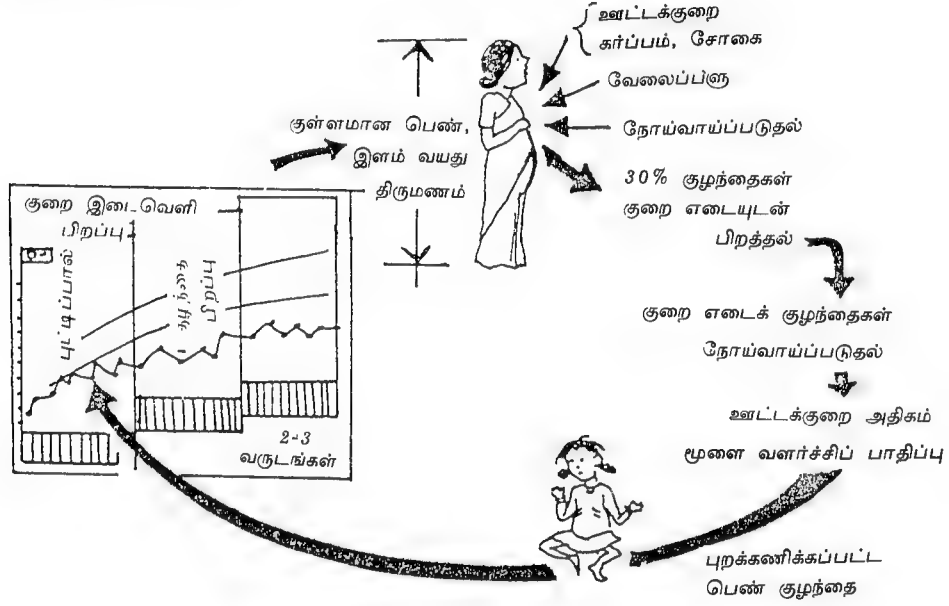 ஊட்டக்குறை
கர்ப்பம், சோகை
வேலைப்பளு
நோய்வாய்ப்படுதல்
30% குழந்தைகள்
குறை எடையுடன்
பிறத்தல்
குறை எடைக் குழந்தைகள்
நோய்வாய்ப்படுதல்
ஊட்டக்குறை அதிகம்
மூளை வளர்ச்சிப் பாதிப்பு
புறக்கணிக்கப்பட்ட
பெண் குழந்தை
குறை இடைவெளி
பிறப்பு
2-3
வருடங்கள்
குள்ளமான பெண்,
இளம் வயது
திருமணம்